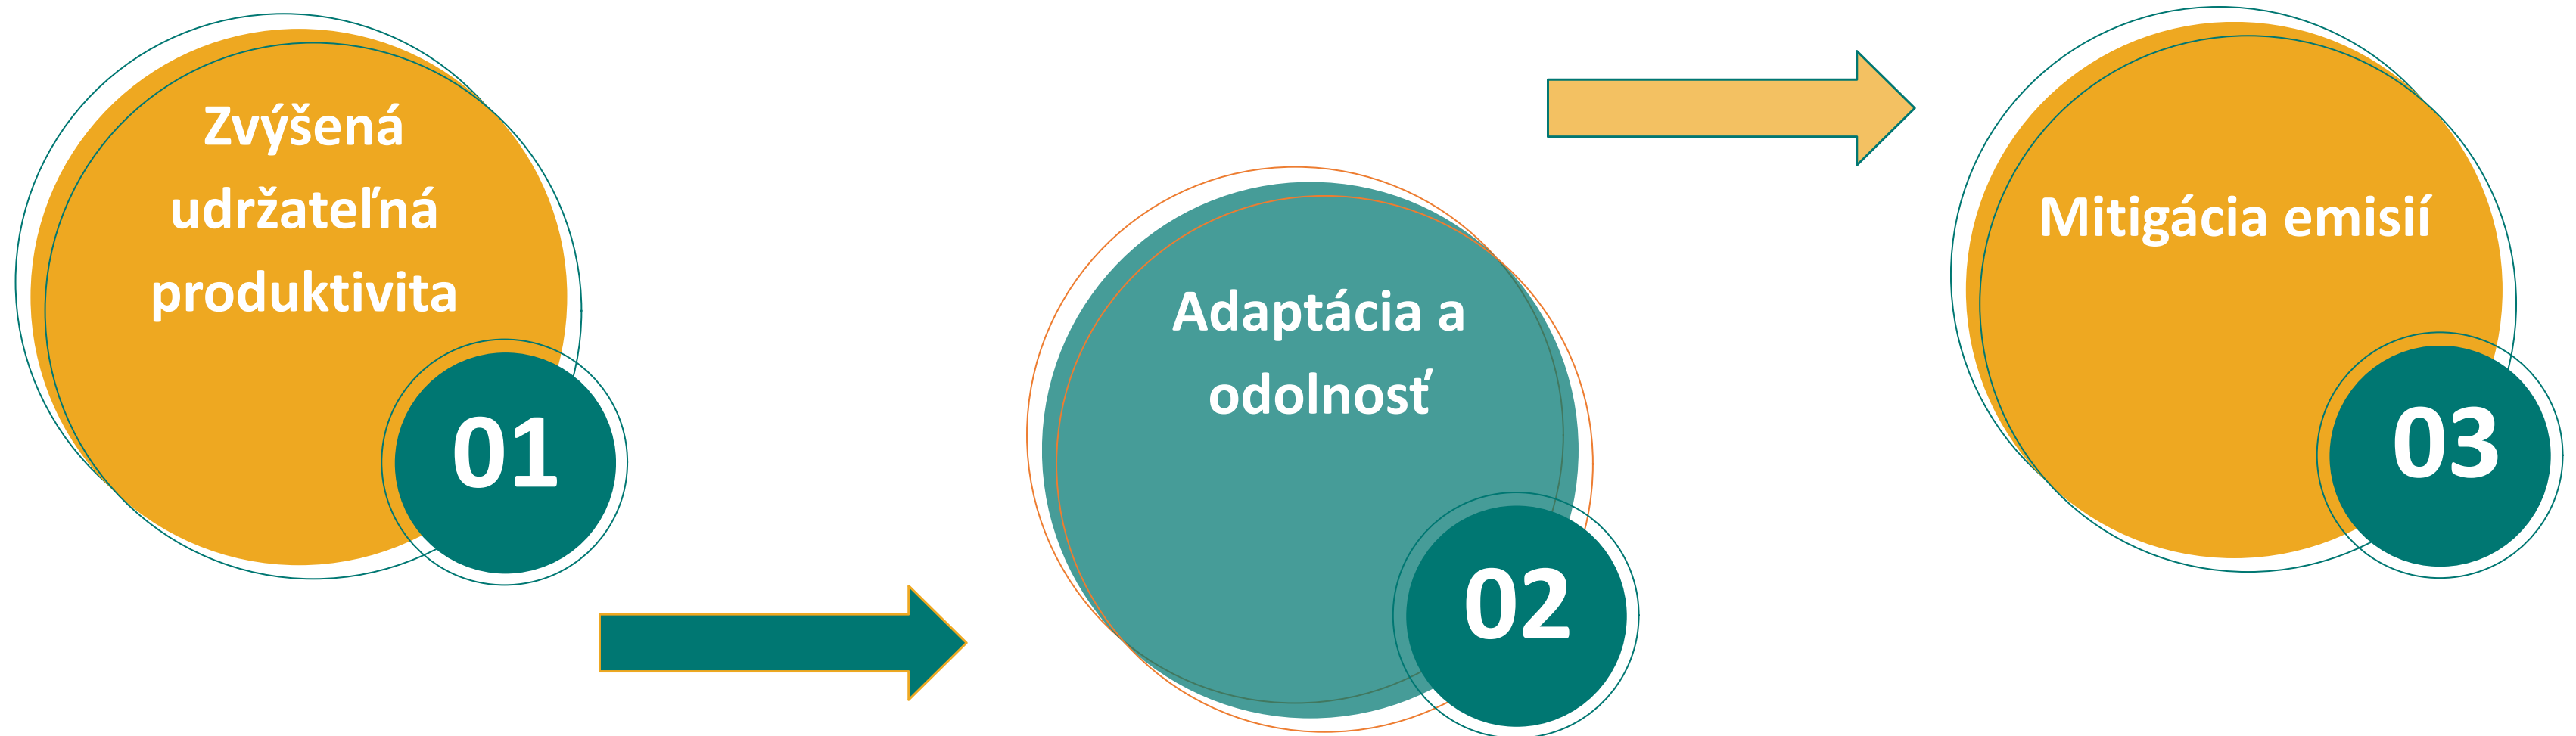 Zvýšená
udržateľná
produktivita
01
Adaptácia a
odolnosť
02
Mitigácia emisií
03